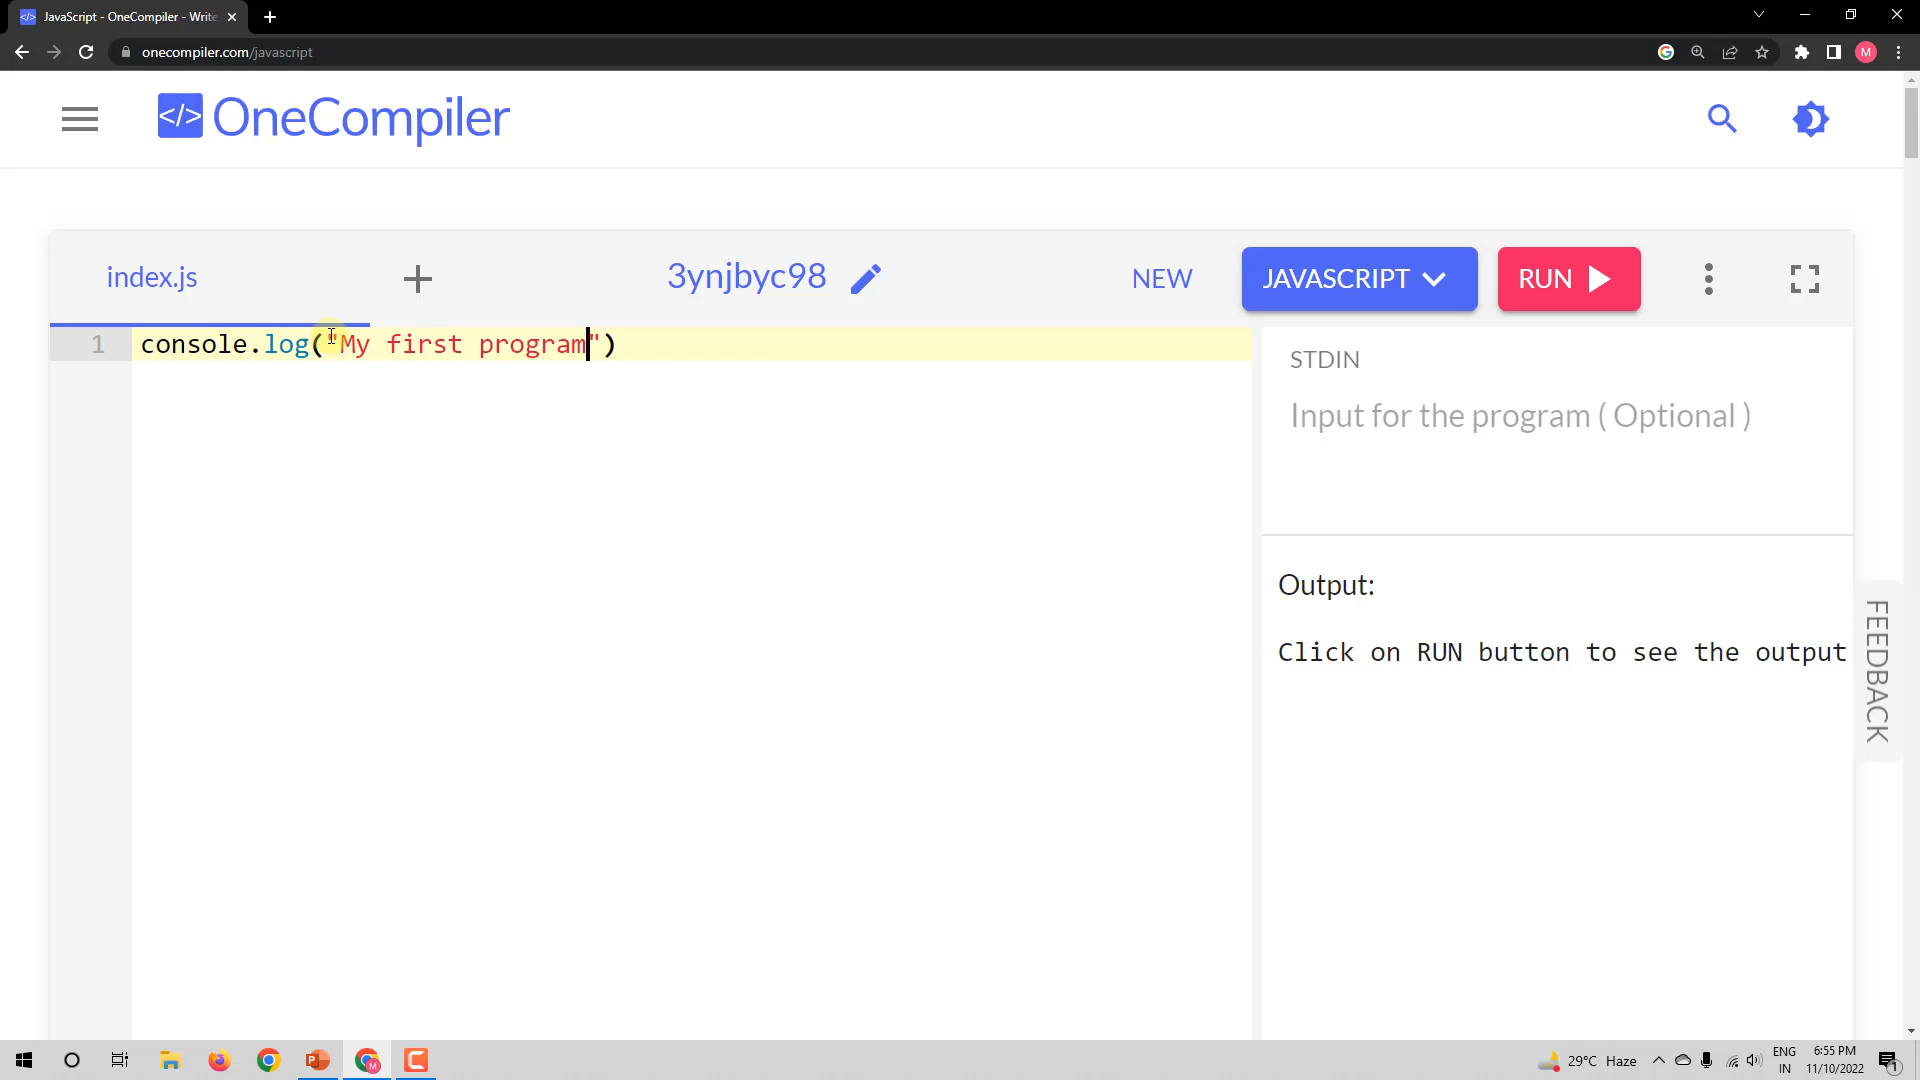 JavaScript - OneCompiler - Write
onecompiler.com/javascript
M
</> OneCompiler
index.js
3ynjbyc98
NEW
JAVASCRIPT
RUN
1 console.log("My first program")
STDIN
Input for the program ( Optional )
Output:
Click on RUN button to see the output
FEEDBACK
29°C Haze
ENG
IN
6:55 PM
11/10/2022
1